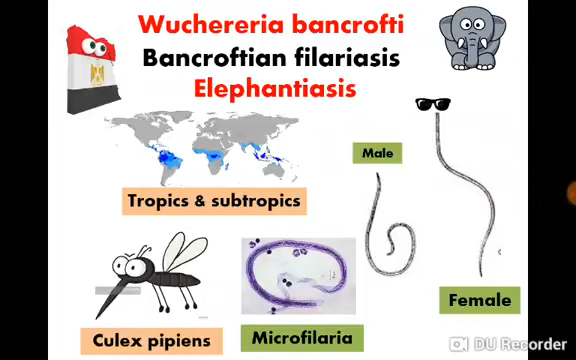 Wuchereria bancrofti
Bancroftian filariasis
Elephantiasis
Male
Tropics & subtropics
Culex pipiens
Microfilaria
Female
DU Recorder